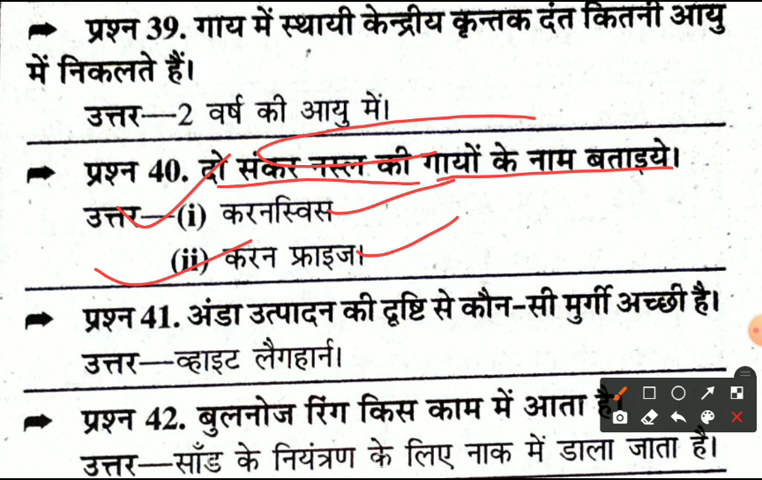 ➡ प्रश्न 39. गाय में स्थायी केन्द्रीय कृन्तक दंत कितनी आयु
में निकलते हैं।
उत्तर—2 वर्ष की आयु में।
➡ प्रश्न 40. दो संकर नस्ल की गायों के नाम बताइये।
उत्तर—(i) करनस्विस
(ii) करन फ्राइज।
➡ प्रश्न 41. अंडा उत्पादन की दृष्टि से कौन-सी मुर्गी अच्छी है।
उत्तर—व्हाइट लैगहार्न।
➡ प्रश्न 42. बुलनोज रिंग किस काम में आता है।
उत्तर—साँड के नियंत्रण के लिए नाक में डाला जाता है।